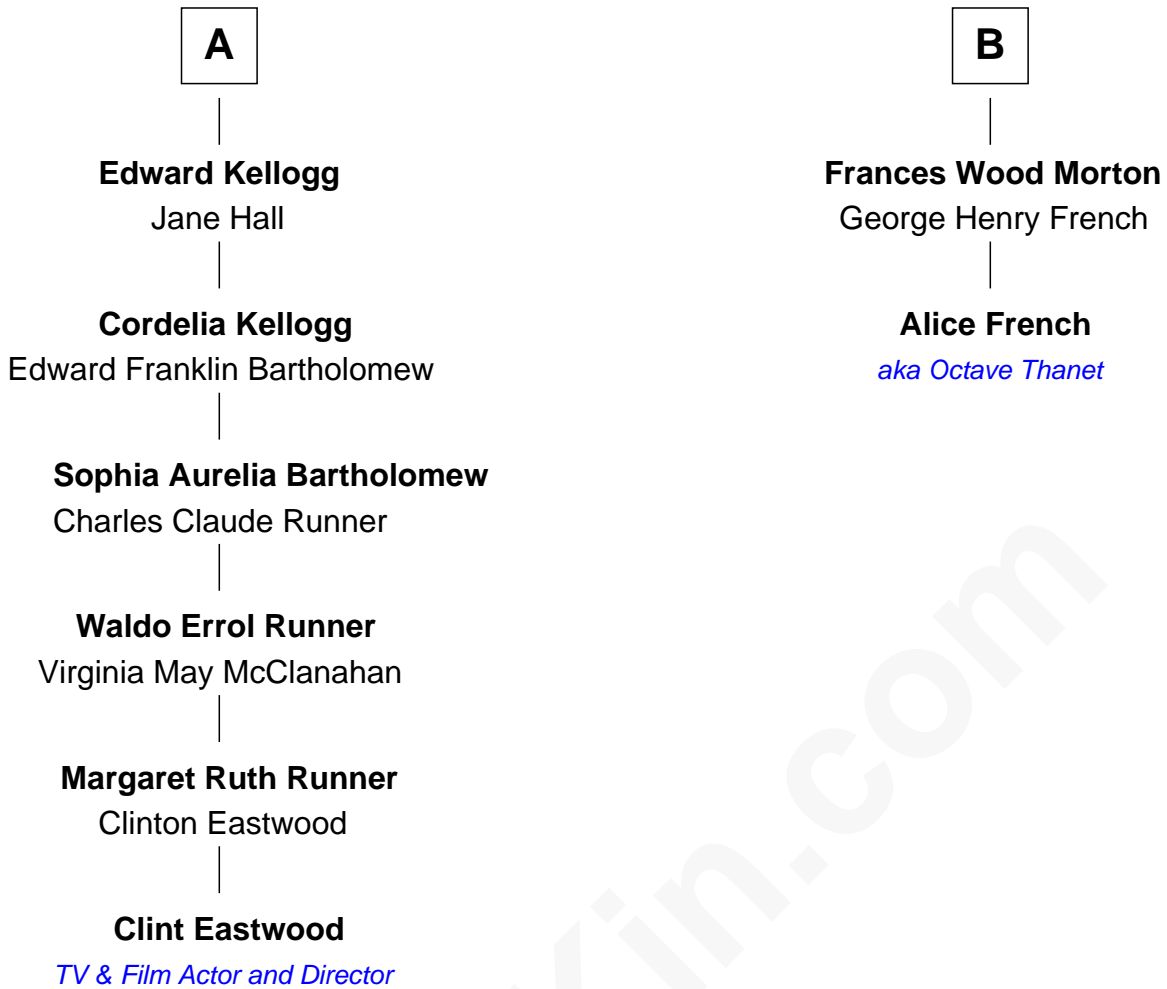 A
Edward Kellogg
Jane Hall
Cordelia Kellogg
Edward Franklin Bartholomew
Sophia Aurelia Bartholomew
Charles Claude Runner
Waldo Errol Runner
Virginia May McClanahan
Margaret Ruth Runner
Clinton Eastwood
Clint Eastwood
TV & Film Actor and Director
B
Frances Wood Morton
George Henry French
Alice French
aka Octave Thanet
Kin.com